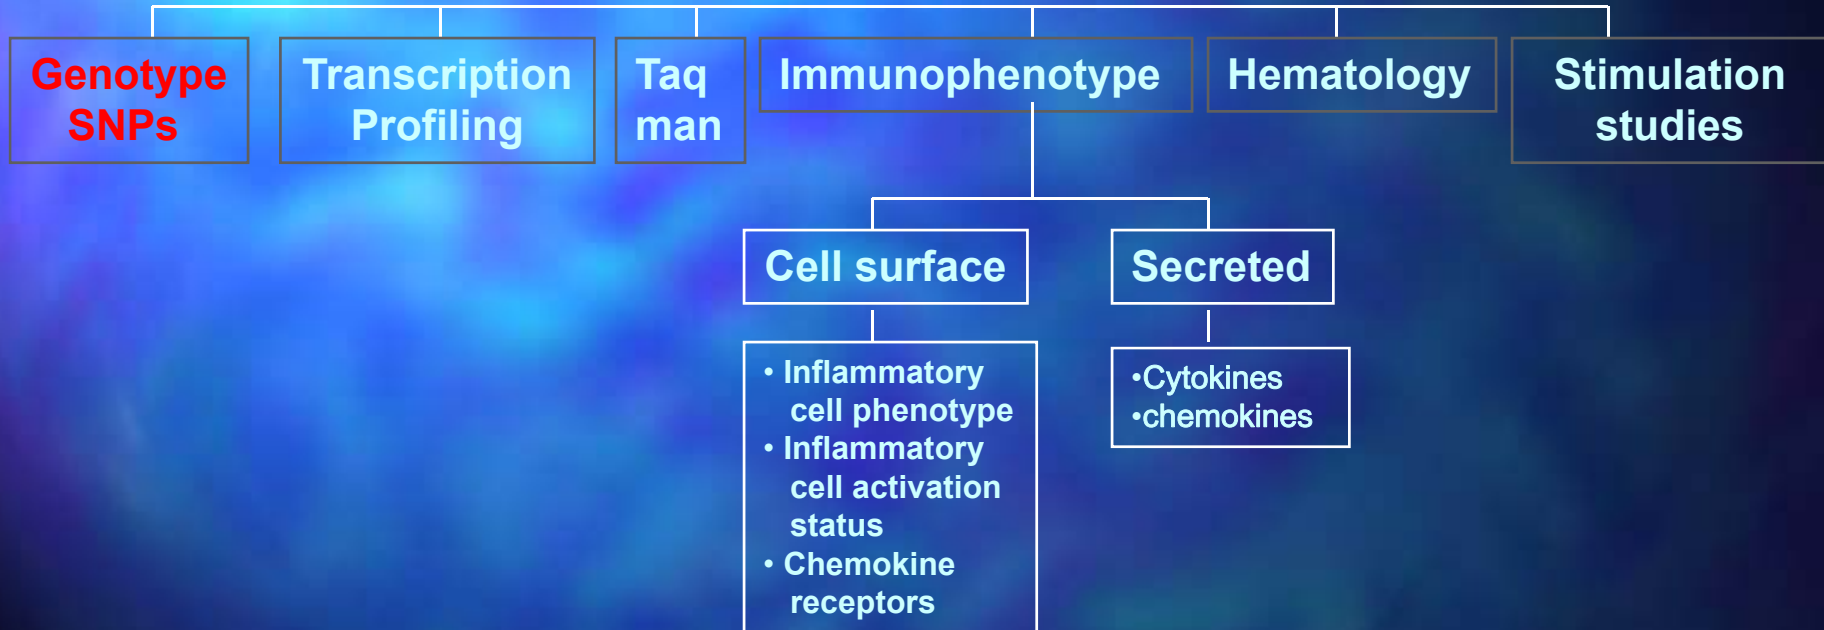 Genotype
SNPs
Transcription
Profiling
Taq
man
Immunophenotype
Hematology
Stimulation
studies
Cell surface
Secreted
• Inflammatory
cell phenotype
• Inflammatory
cell activation
status
• Chemokine
receptors
•Cytokines
•chemokines